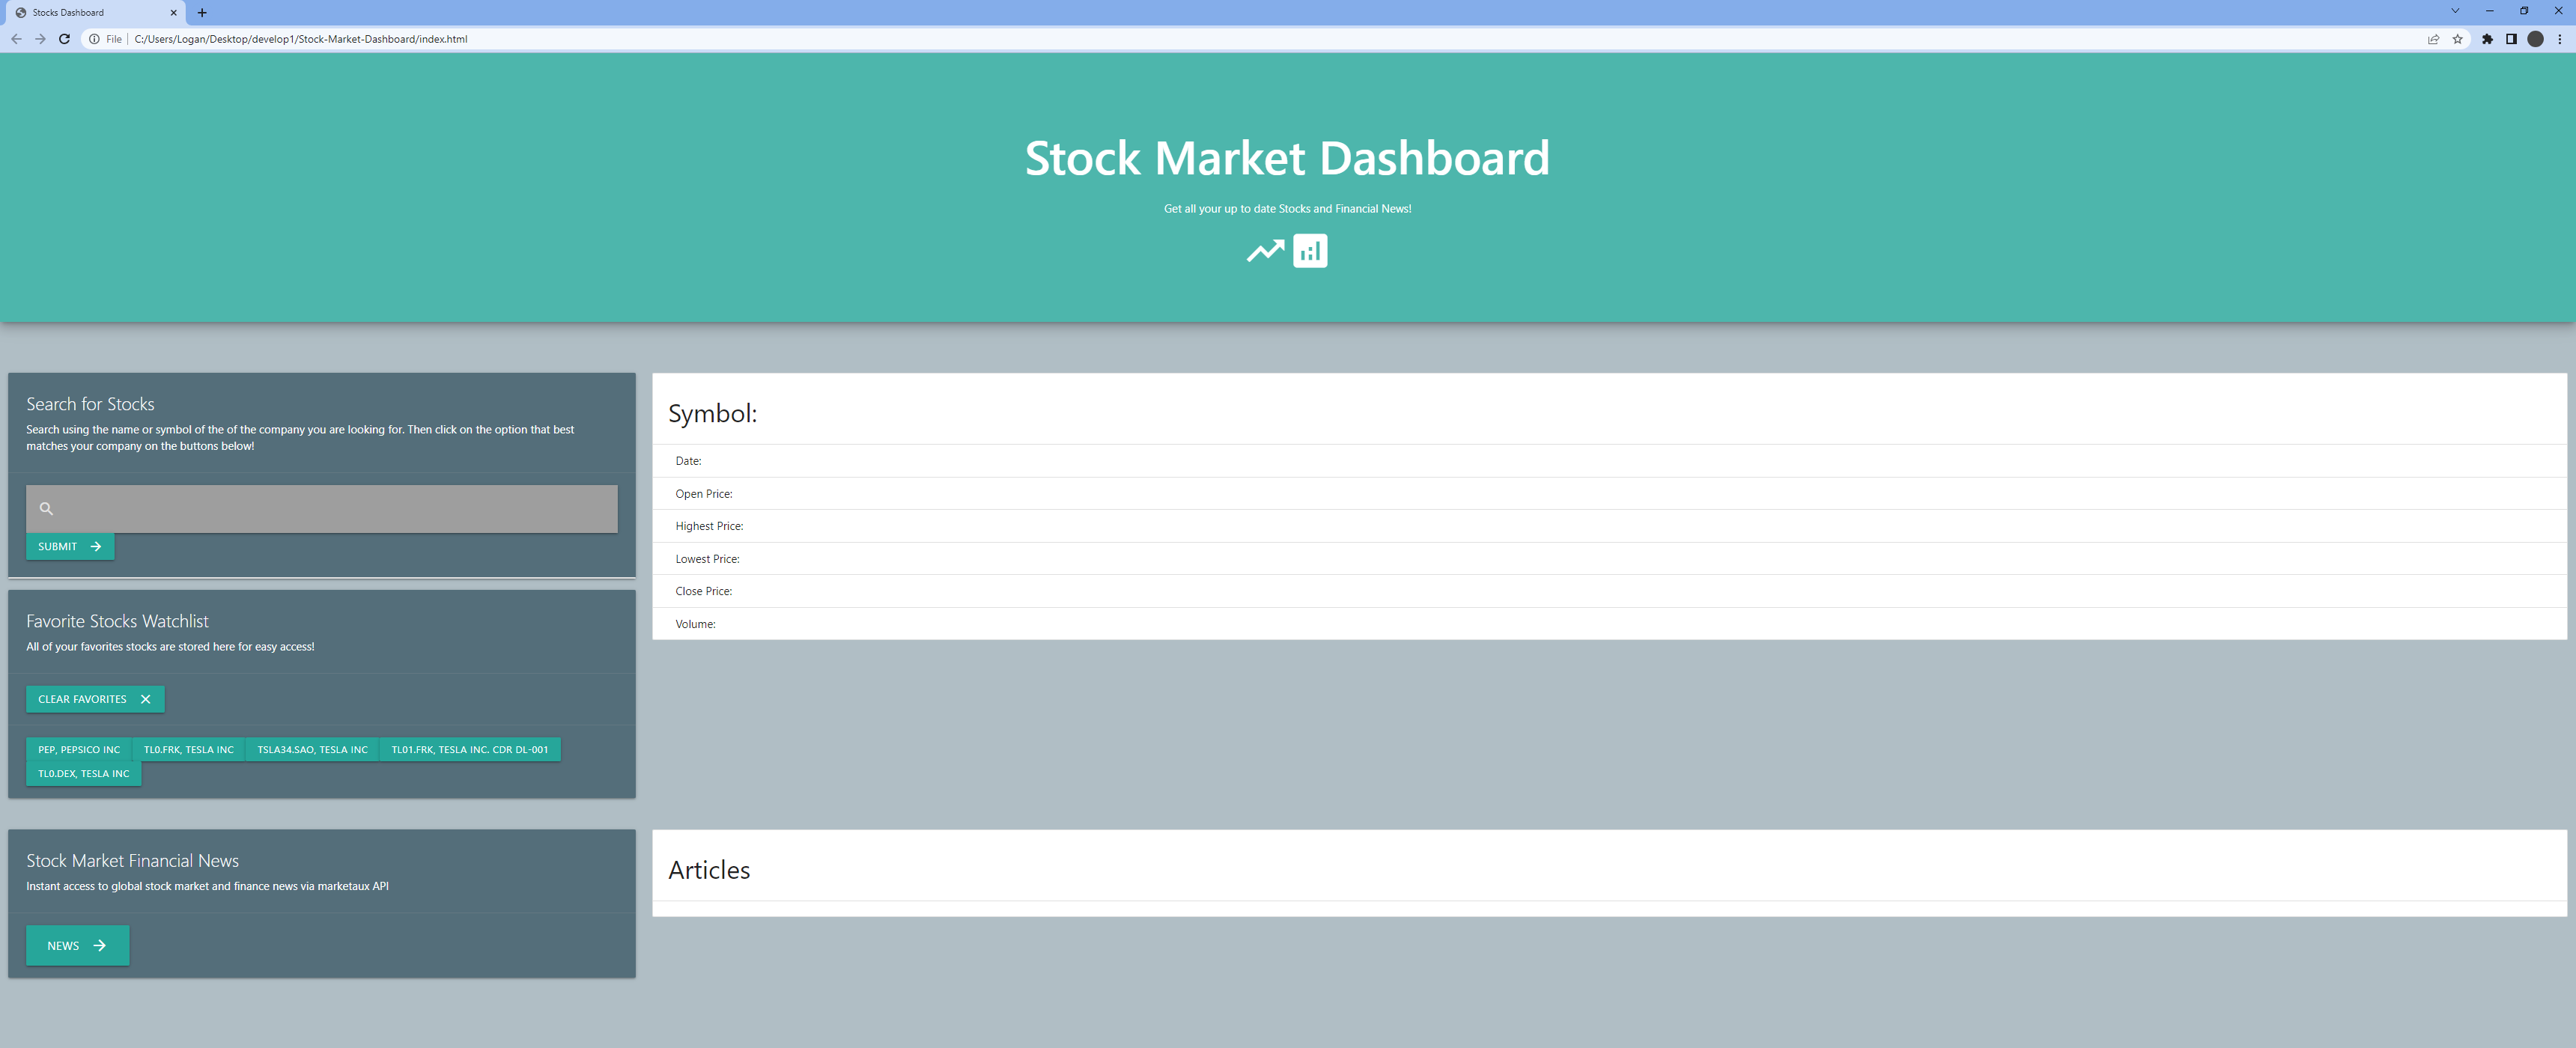 Stocks Dashboard
File C:/Users/Logan/Desktop/develop1/Stock-Market-Dashboard/index.html
Stock Market Dashboard
Get all your up to date Stocks and Financial News!
Search for Stocks
Search using the name or symbol of the of the company you are looking for. Then click on the option that best
matches your company on the buttons below!
SUBMIT
Favorite Stocks Watchlist
All of your favorites stocks are stored here for easy access!
CLEAR FAVORITES
PEP, PEPSICO INC TL0.FRK, TESLA INC TSLA34.SAO, TESLA INC TL01.FRK, TESLA INC. CDR DL-001
TL0.DEX, TESLA INC
Symbol:
Date:
Open Price:
Highest Price:
Lowest Price:
Close Price:
Volume:
Stock Market Financial News
Instant access to global stock market and finance news via marketaux API
NEWS
Articles